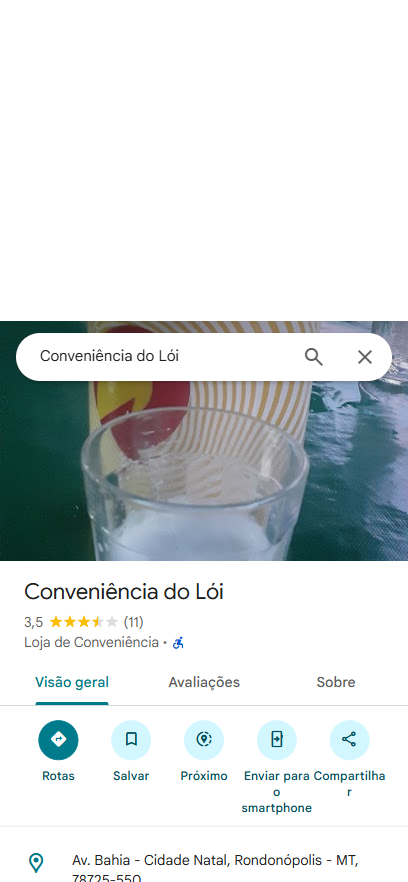 Conveniência do Lói
Conveniência do Lói
3,5 (11)
Loja de Conveniência ·
Visão geral
Avaliações
Sobre
Rotas
Salvar
Próximo
Enviar para o smartphone
Compartilhar
Av. Bahia - Cidade Natal, Rondonópolis - MT,
78725-550